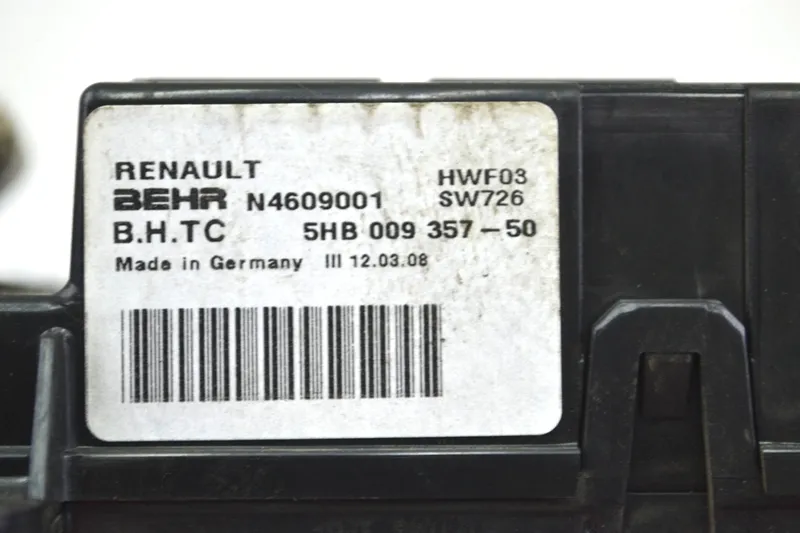 RENAULT HWF03
BEHR N4609001 SW726
B.H.TC 5HB 009 357-50
Made in Germany III 12.03.08